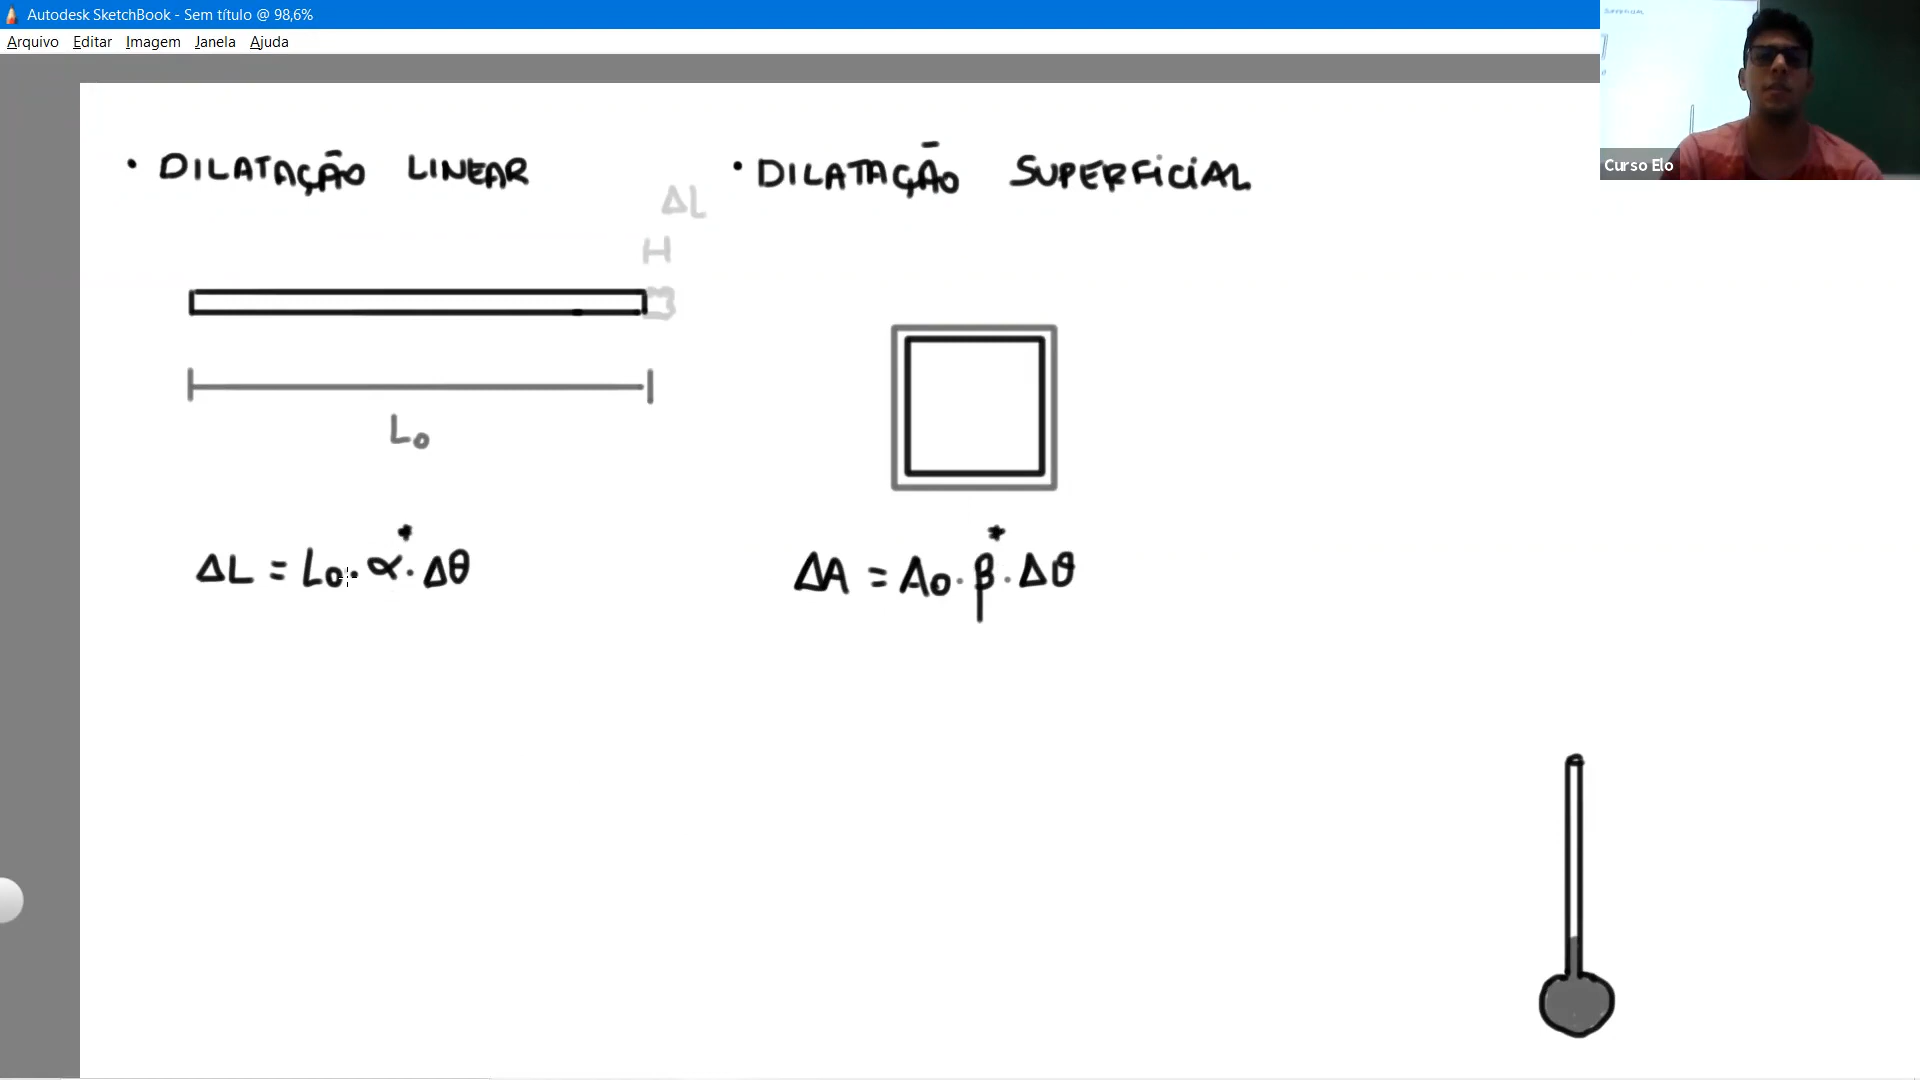 Autodesk SketchBook - Sem título @ 98,6%
Arquivo Editar Imagem Janela Ajuda
SUPERFICIAL
Curso Elo
• DILATAÇÃO LINEAR
• DILATAÇÃO SUPERFICIAL
ΔL
L₀
ΔL = L₀ · α* · Δθ
ΔA = A₀ · β* · Δθ